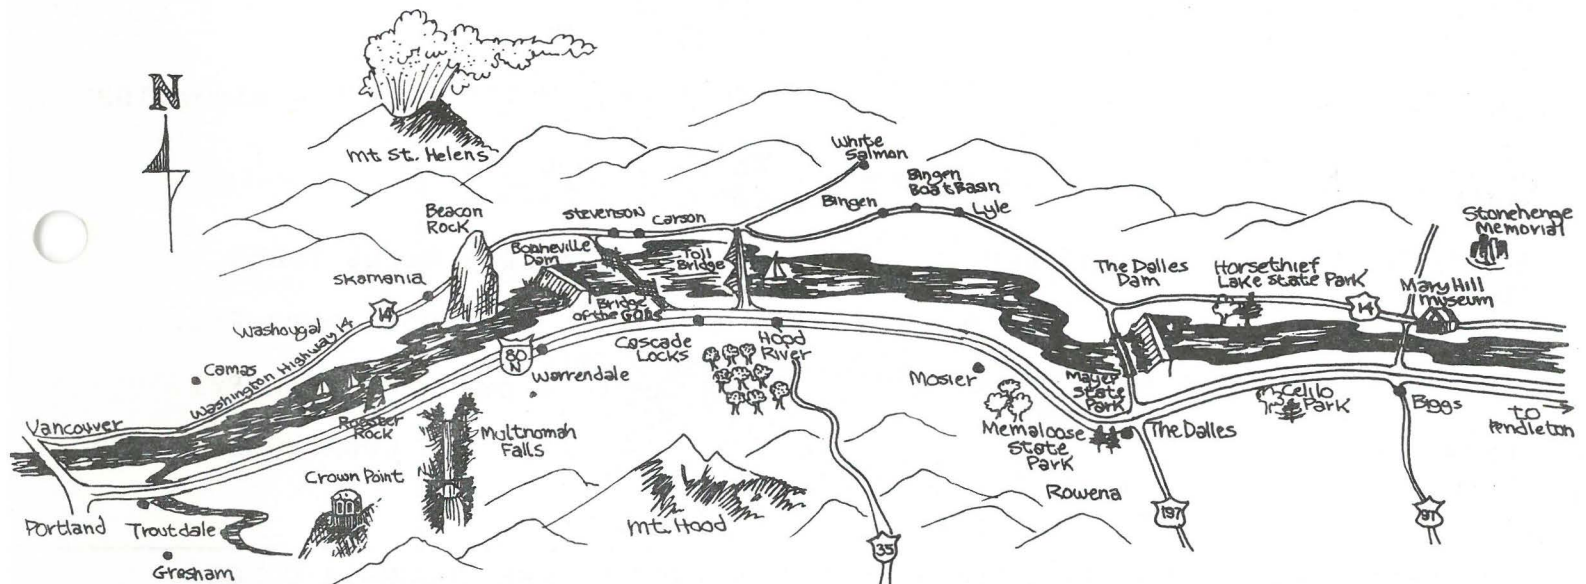 N
Mt St. Helens
White
Salmon
Bingen
Boat Basin
Bingen
Lyle
Beacon
Rock
Stevenson
Carson
Bonneville
Dam
Toll
Bridge
Stonehenge
Memorial
The Dalles
Dam
Horsethief
Lake State Park
Mary Hill
Museum
Skamania
14
14
Bridge
of the GODS
Washougal
Washington Highway 14
80
N
Cascade
Locks
Hood
River
Camas
Warrendale
Mosier
Mayer
State
Park
Celilo
Park
Biggs
to
Pendleton
Vancouver
Rooster
Rock
Multnomah
Falls
Memaloose
State
Park
The Dalles
Crown Point
Rowena
Portland
Troutdale
Mt. Hood
197
97
35
Gresham